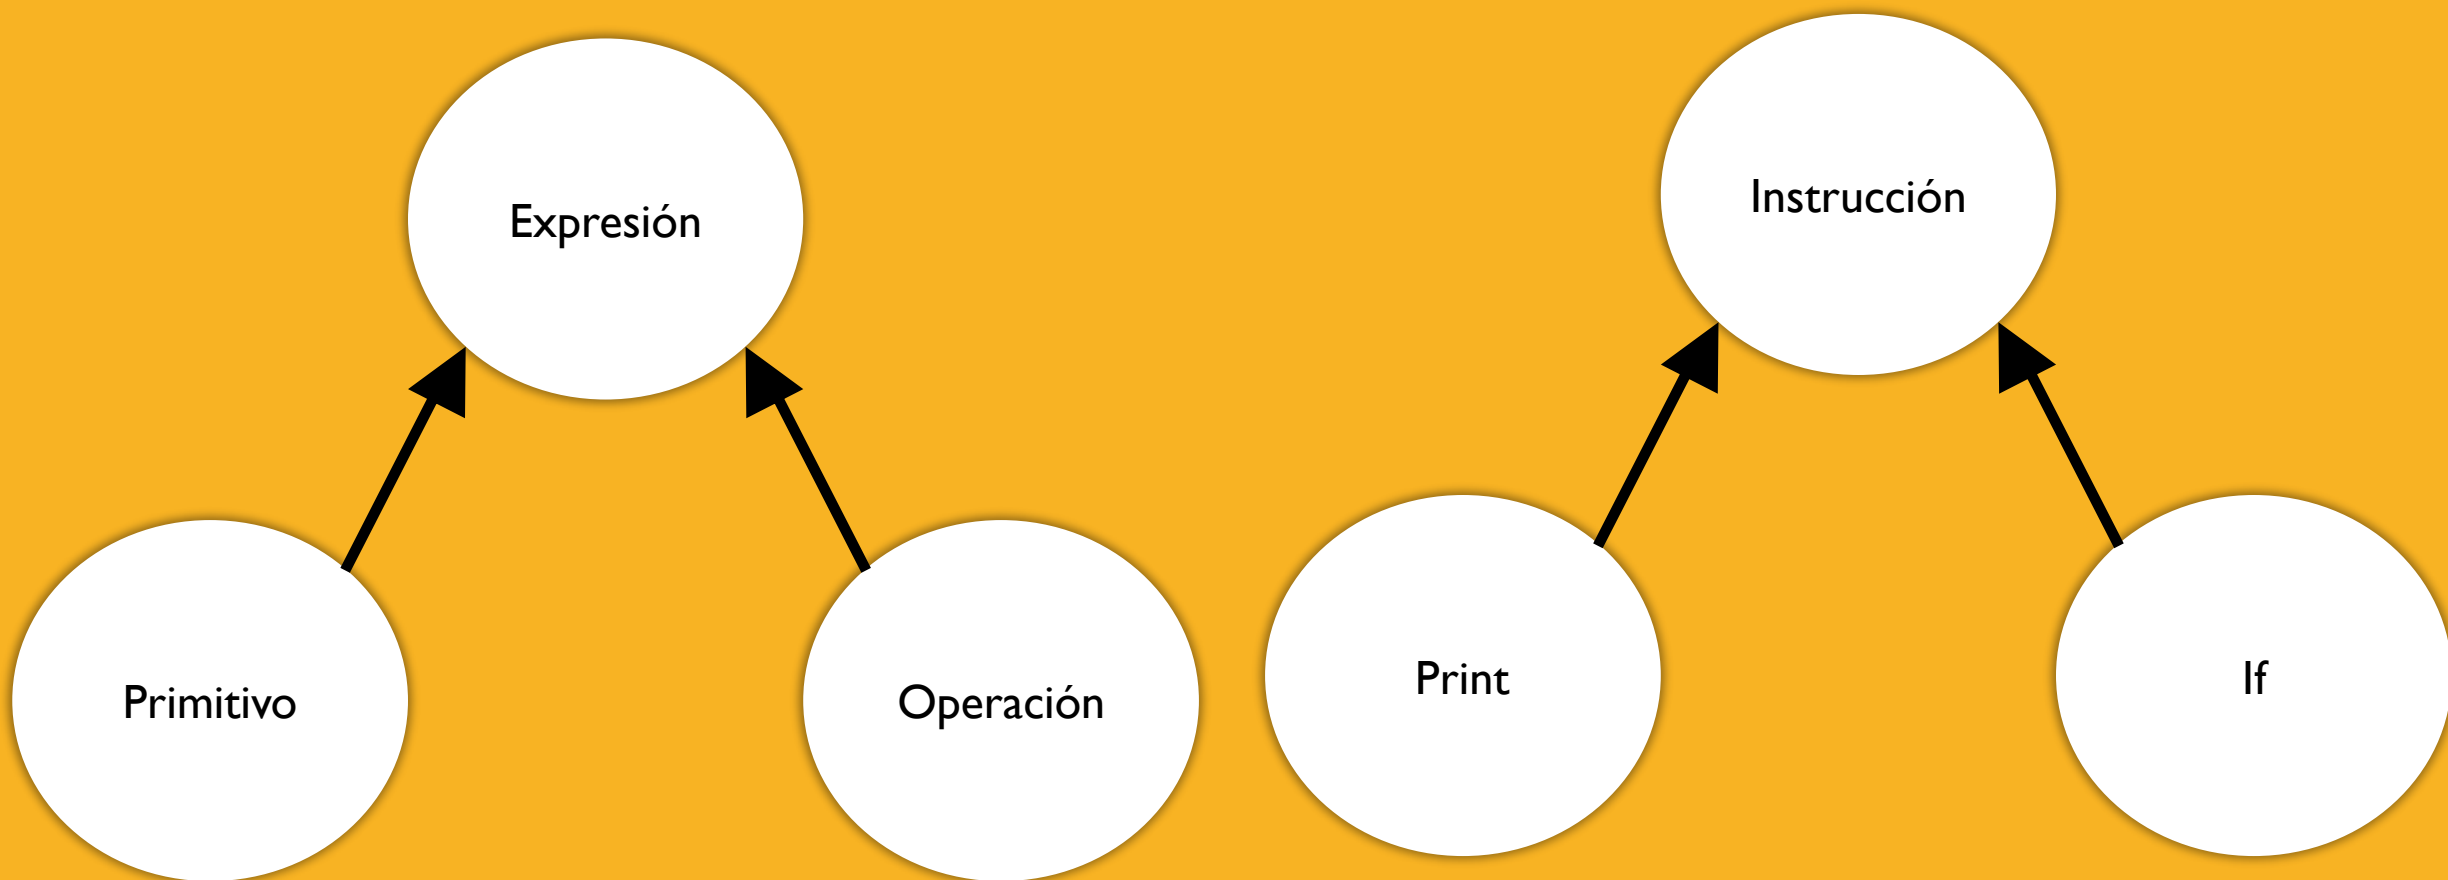 Expresión
Instrucción
Primitivo
Operación
Print
If